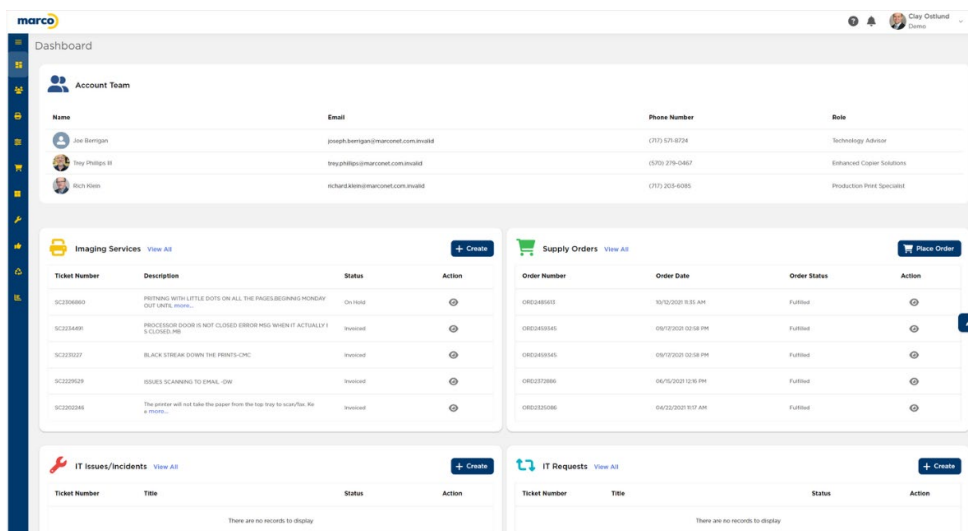 marco
Clay Ostlund
Demo
Dashboard
Account Team
Name Email Phone Number Role
Joe Berrigan joseph.berrigan@marconet.com.invalid (717) 571-8724 Technology Advisor
Trey Phillips III trey.phillips@marconet.com.invalid (570) 279-0467 Enhanced Copier Solutions
Rich Klein richard.klein@marconet.com.invalid (717) 203-6085 Production Print Specialist
Imaging Services View All + Create
Ticket Number Description Status Action
SC2306860 PRITNING WITH LITTLE DOTS ON ALL THE PAGES.BEGINNIG MONDAY On Hold
OUT UNTIL more...
SC2234491 PROCESSOR DOOR IS NOT CLOSED ERROR MSG WHEN IT ACTUALLY I Invoiced
S CLOSED.MB
SC2231227 BLACK STREAK DOWN THE PRINTS-CMC Invoiced
SC2229529 ISSUES SCANNING TO EMAIL -DW Invoiced
SC2202246 The printer will not take the paper from the top tray to scan/fax. Re Invoiced
a more...
Supply Orders View All Place Order
Order Number Order Date Order Status Action
ORD2485613 10/12/2021 11:35 AM Fulfilled
ORD2459345 09/17/2021 02:58 PM Fulfilled
ORD2459345 09/17/2021 02:58 PM Fulfilled
ORD2372886 06/15/2021 12:16 PM Fulfilled
ORD2325086 04/22/2021 11:17 AM Fulfilled
IT Issues/Incidents View All + Create
Ticket Number Title Status Action
There are no records to display
IT Requests View All + Create
Ticket Number Title Status Action
There are no records to display